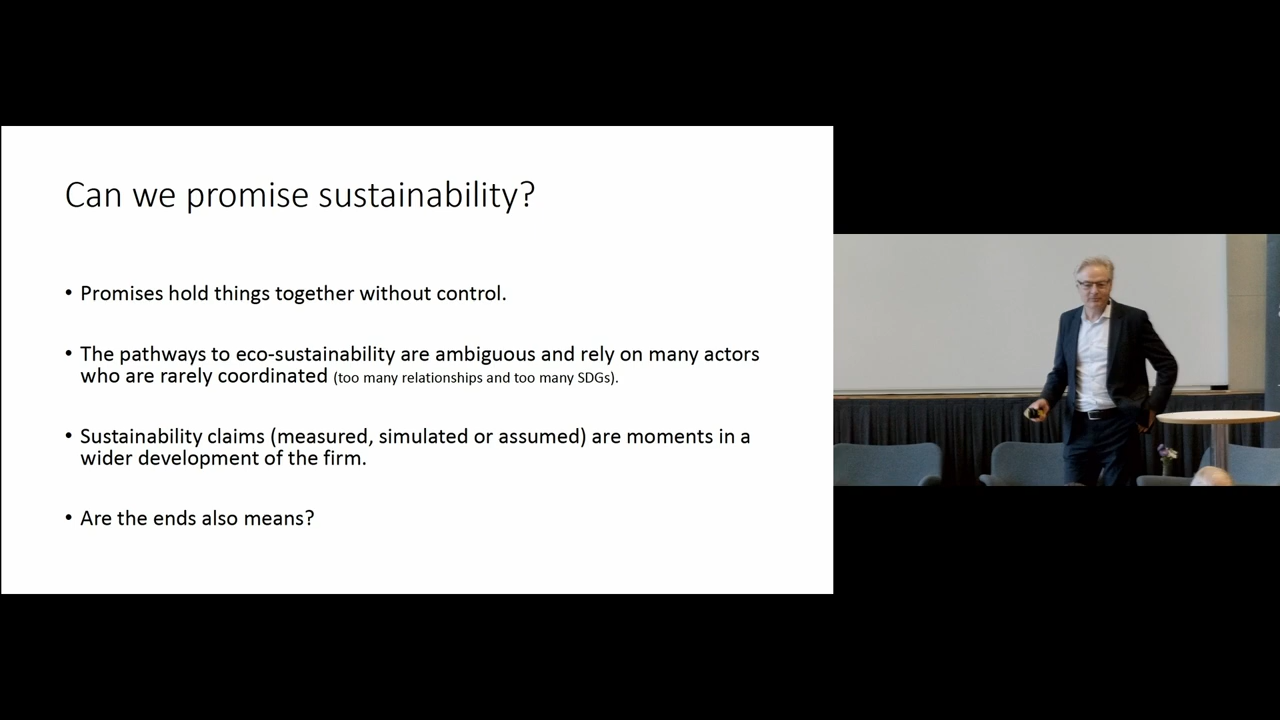 Can we promise sustainability?
• Promises hold things together without control.
• The pathways to eco-sustainability are ambiguous and rely on many actors
who are rarely coordinated (too many relationships and too many SDGs).
• Sustainability claims (measured, simulated or assumed) are moments in a
wider development of the firm.
• Are the ends also means?